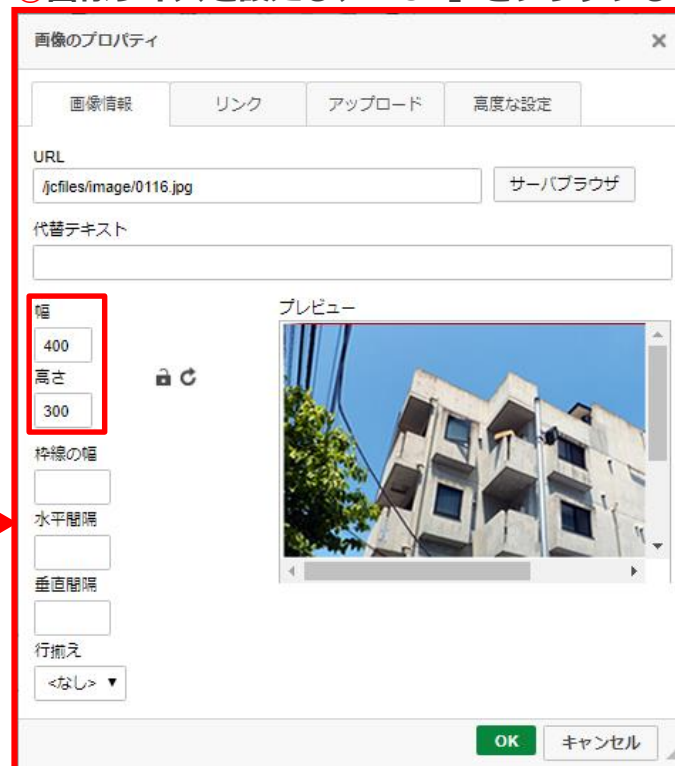 画像のプロパティ
画像情報 リンク アップロード 高度な設定
URL
/jcfiles/image/0116.jpg サーバブラウザ
代替テキスト
幅 プレビュー
400
高さ
300
枠線の幅
水平間隔
垂直間隔
行揃え
<なし>
OK キャンセル